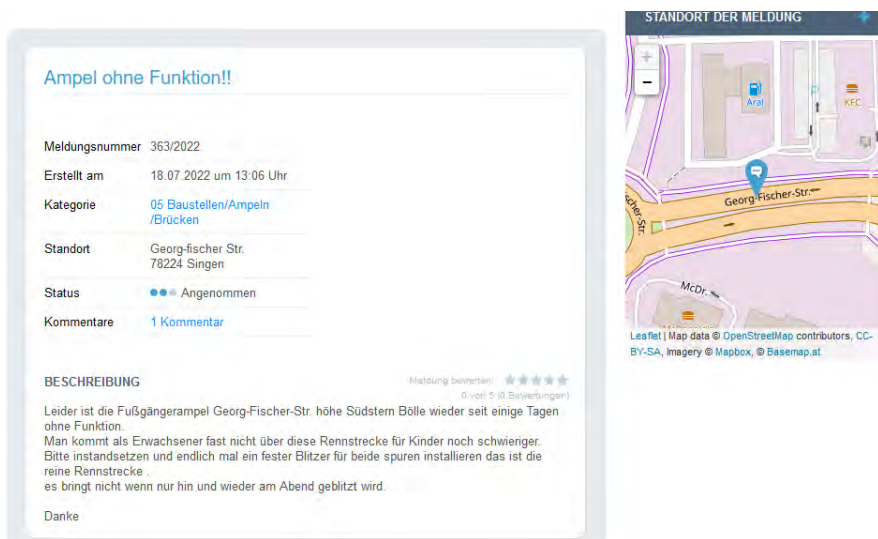 Ampel ohne Funktion!!
Meldungsnummer 363/2022
Erstellt am 18.07.2022 um 13:06 Uhr
Kategorie 05 Baustellen/Ampeln
/Brücken
Standort Georg-fischer Str.
78224 Singen
Status Angenommen
Kommentare 1 Kommentar
BESCHREIBUNG Meldung bewerten:
0 von 5 (0 Bewertungen)
Leider ist die Fußgängerampel Georg-Fischer-Str. höhe Südstern Bölle wieder seit einige Tagen
ohne Funktion.
Man kommt als Erwachsener fast nicht über diese Rennstrecke für Kinder noch schwieriger.
Bitte instandsetzen und endlich mal ein fester Blitzer für beide spuren installieren das ist die
reine Rennstrecke .
es bringt nicht wenn nur hin und wieder am Abend geblitzt wird.
Danke
STANDORT DER MELDUNG +
+
−
Aral
P
KFC
Georg-Fischer-Str.
scher-Str.
McDr.
Leaflet | Map data © OpenStreetMap contributors, CC-
BY-SA, Imagery © Mapbox, © Basemap.at